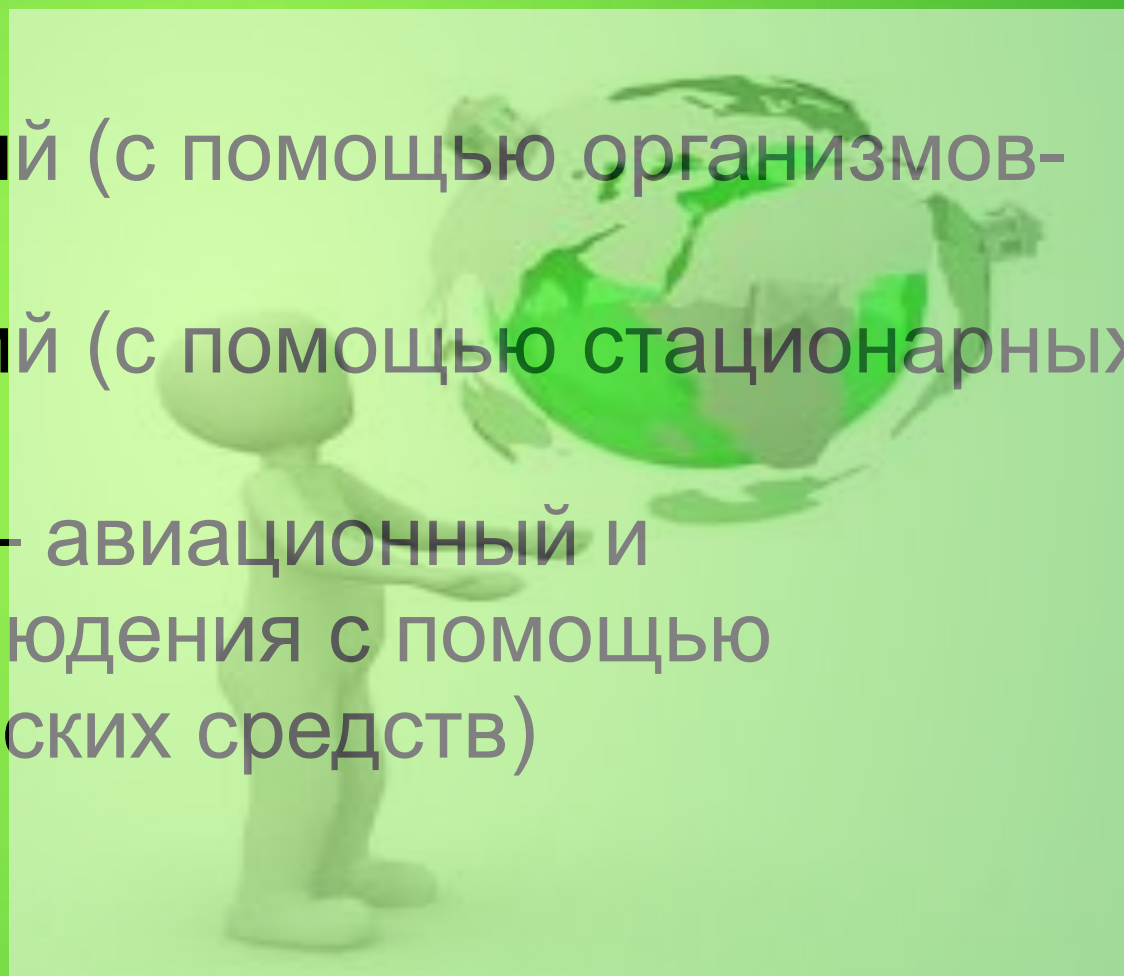 й (с помощью организмов-
й (с помощью стационарных
- авиационный и
юдения с помощью
ских средств)